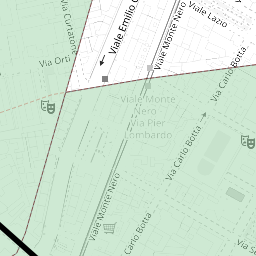 Via Curtatone
Viale Emilio
Viale Monte Nero
Viale Lazio
Via Orti
Via Carlo Botta
Viale Monte
Nero
Via Pier
Lombardo
Via Carlo Botta
Viale Monte Nero
Carlo Botta